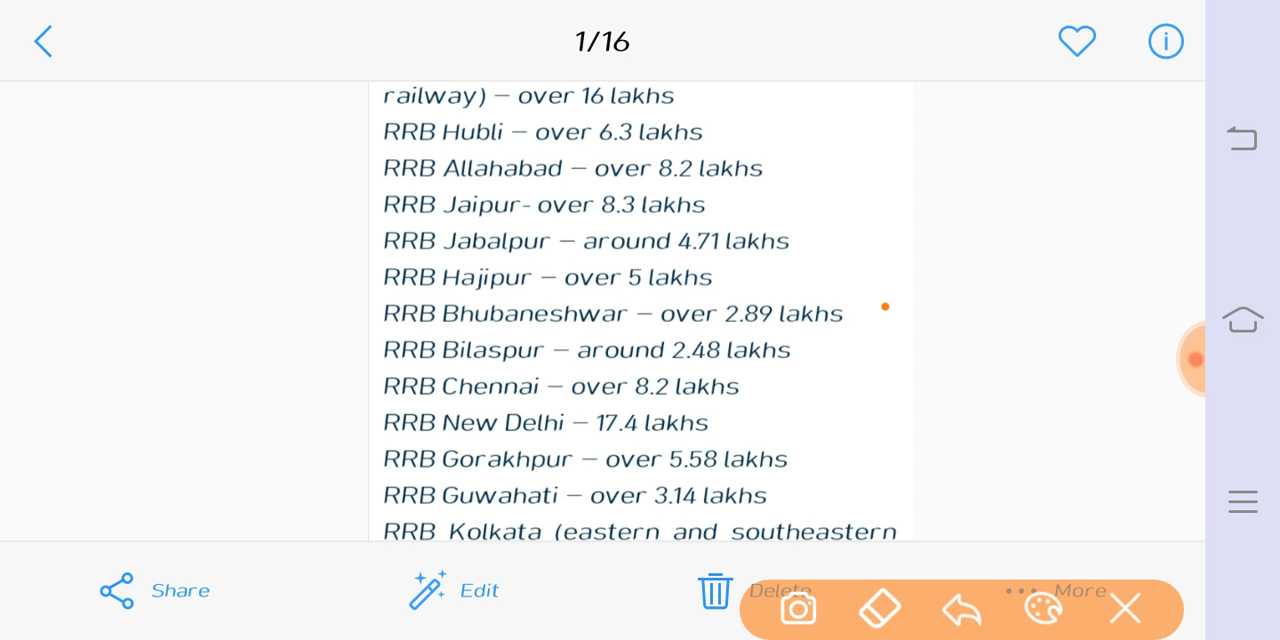 1/16
railway) – over 16 lakhs
RRB Hubli – over 6.3 lakhs
RRB Allahabad – over 8.2 lakhs
RRB Jaipur- over 8.3 lakhs
RRB Jabalpur – around 4.71 lakhs
RRB Hajipur – over 5 lakhs
RRB Bhubaneshwar – over 2.89 lakhs
RRB Bilaspur – around 2.48 lakhs
RRB Chennai – over 8.2 lakhs
RRB New Delhi – 17.4 lakhs
RRB Gorakhpur – over 5.58 lakhs
RRB Guwahati – over 3.14 lakhs
RRB Kolkata (eastern and southeastern
Share Edit Delete More